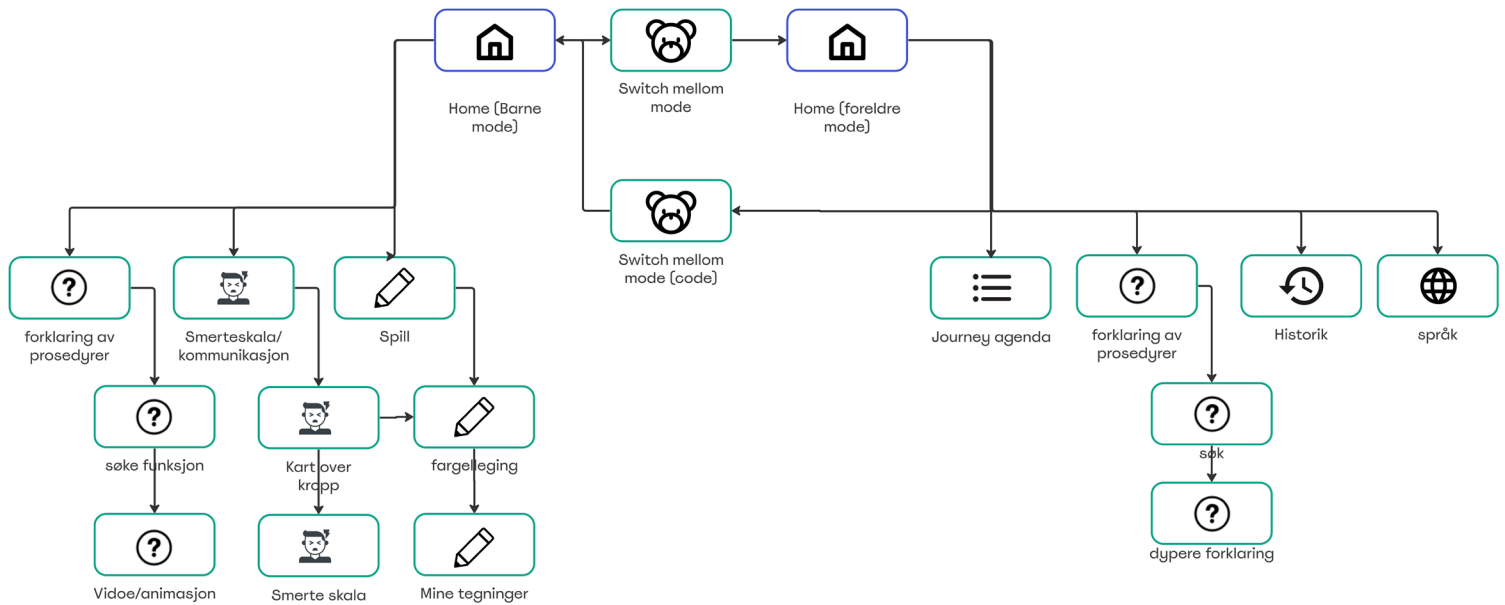 Switch mellom
mode
Home (Barne
mode)
Home (foreldre
mode)
Switch mellom
mode (code)
forklaring av
prosedyrer
Smerteskala/
kommunikasjon
Spill
Journey agenda
forklaring av
prosedyrer
Historik
språk
søke funksjon
Kart over
kropp
fargelleging
søk
Vidoe/animasjon
Smerte skala
Mine tegninger
dypere forklaring